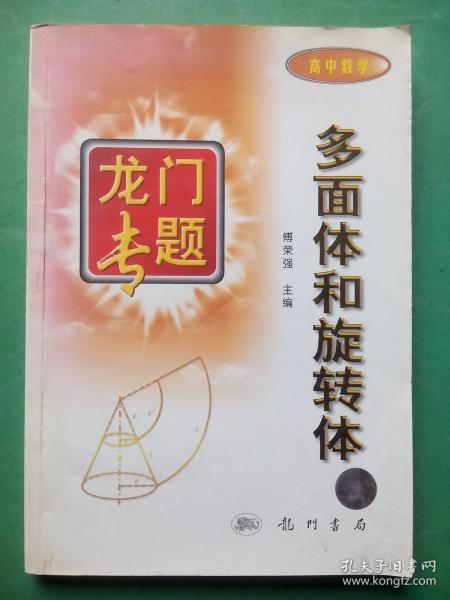 高中数学
龙门
专题
多面体和旋转体
傅荣强 主编
龍門書局
孔夫子旧书网
www.kongfz.com